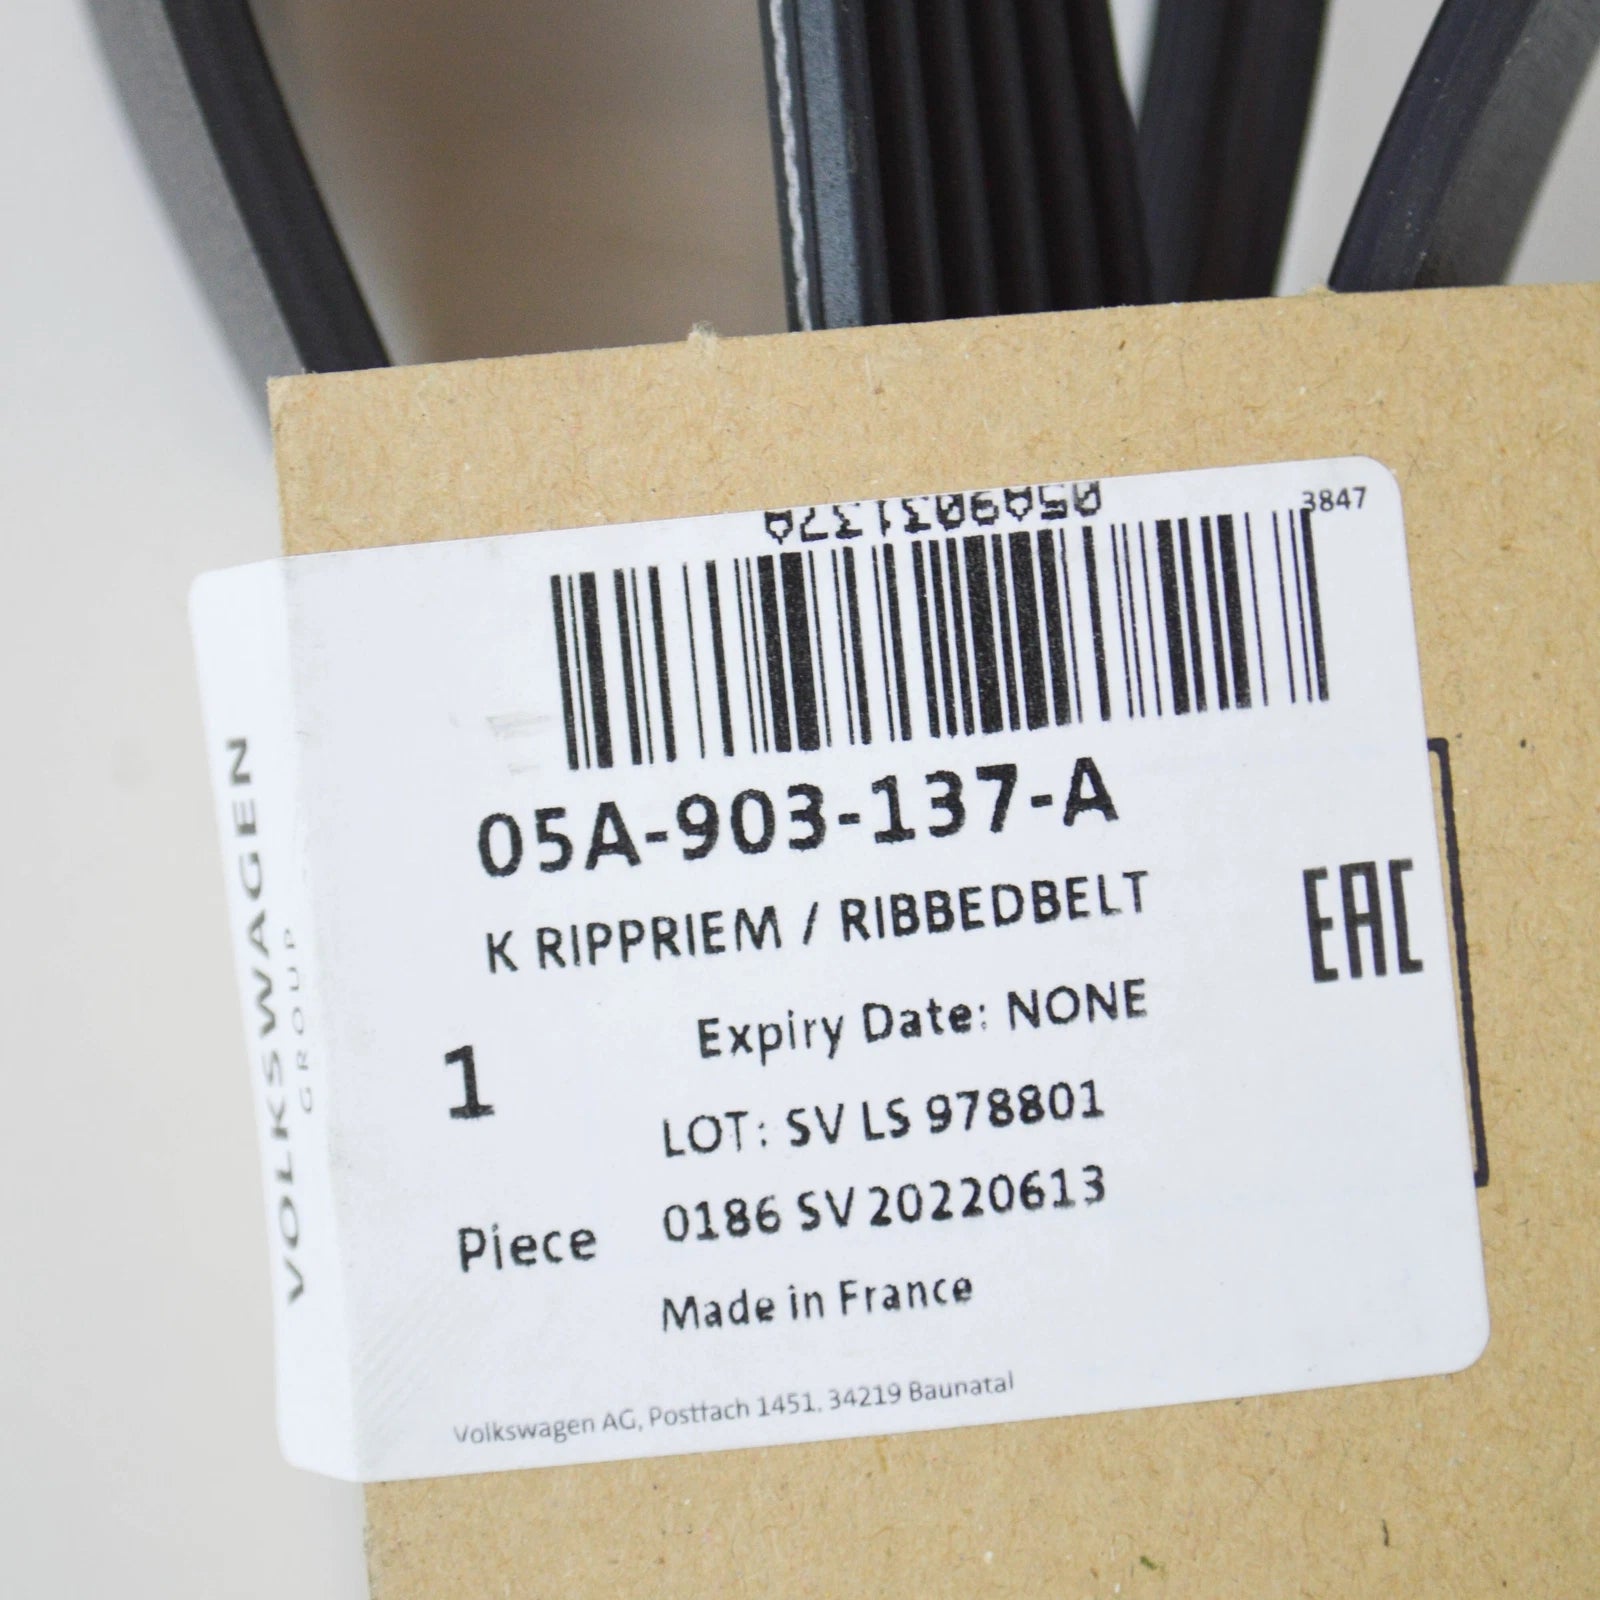 05A903137A
3847
05A-903-137-A
K RIPPRIEM / RIBBEDBELT
EAC
Expiry Date: NONE
1
LOT: SV LS 978801
0186 SV 20220613
Piece
Made in France
Volkswagen AG, Postfach 1451, 34219 Baunatal
VOLKSWAGEN
GROUP